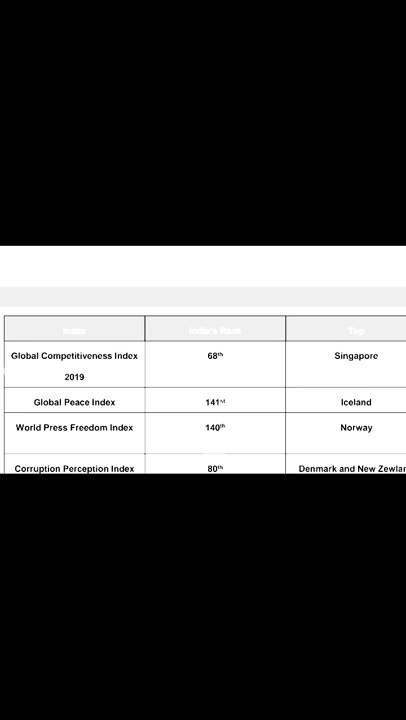 Index India's Rank Top
Global Competitiveness Index 68th Singapore
2019
Global Peace Index 141st Iceland
World Press Freedom Index 140th Norway
Corruption Perception Index 80th Denmark and New Zewlan